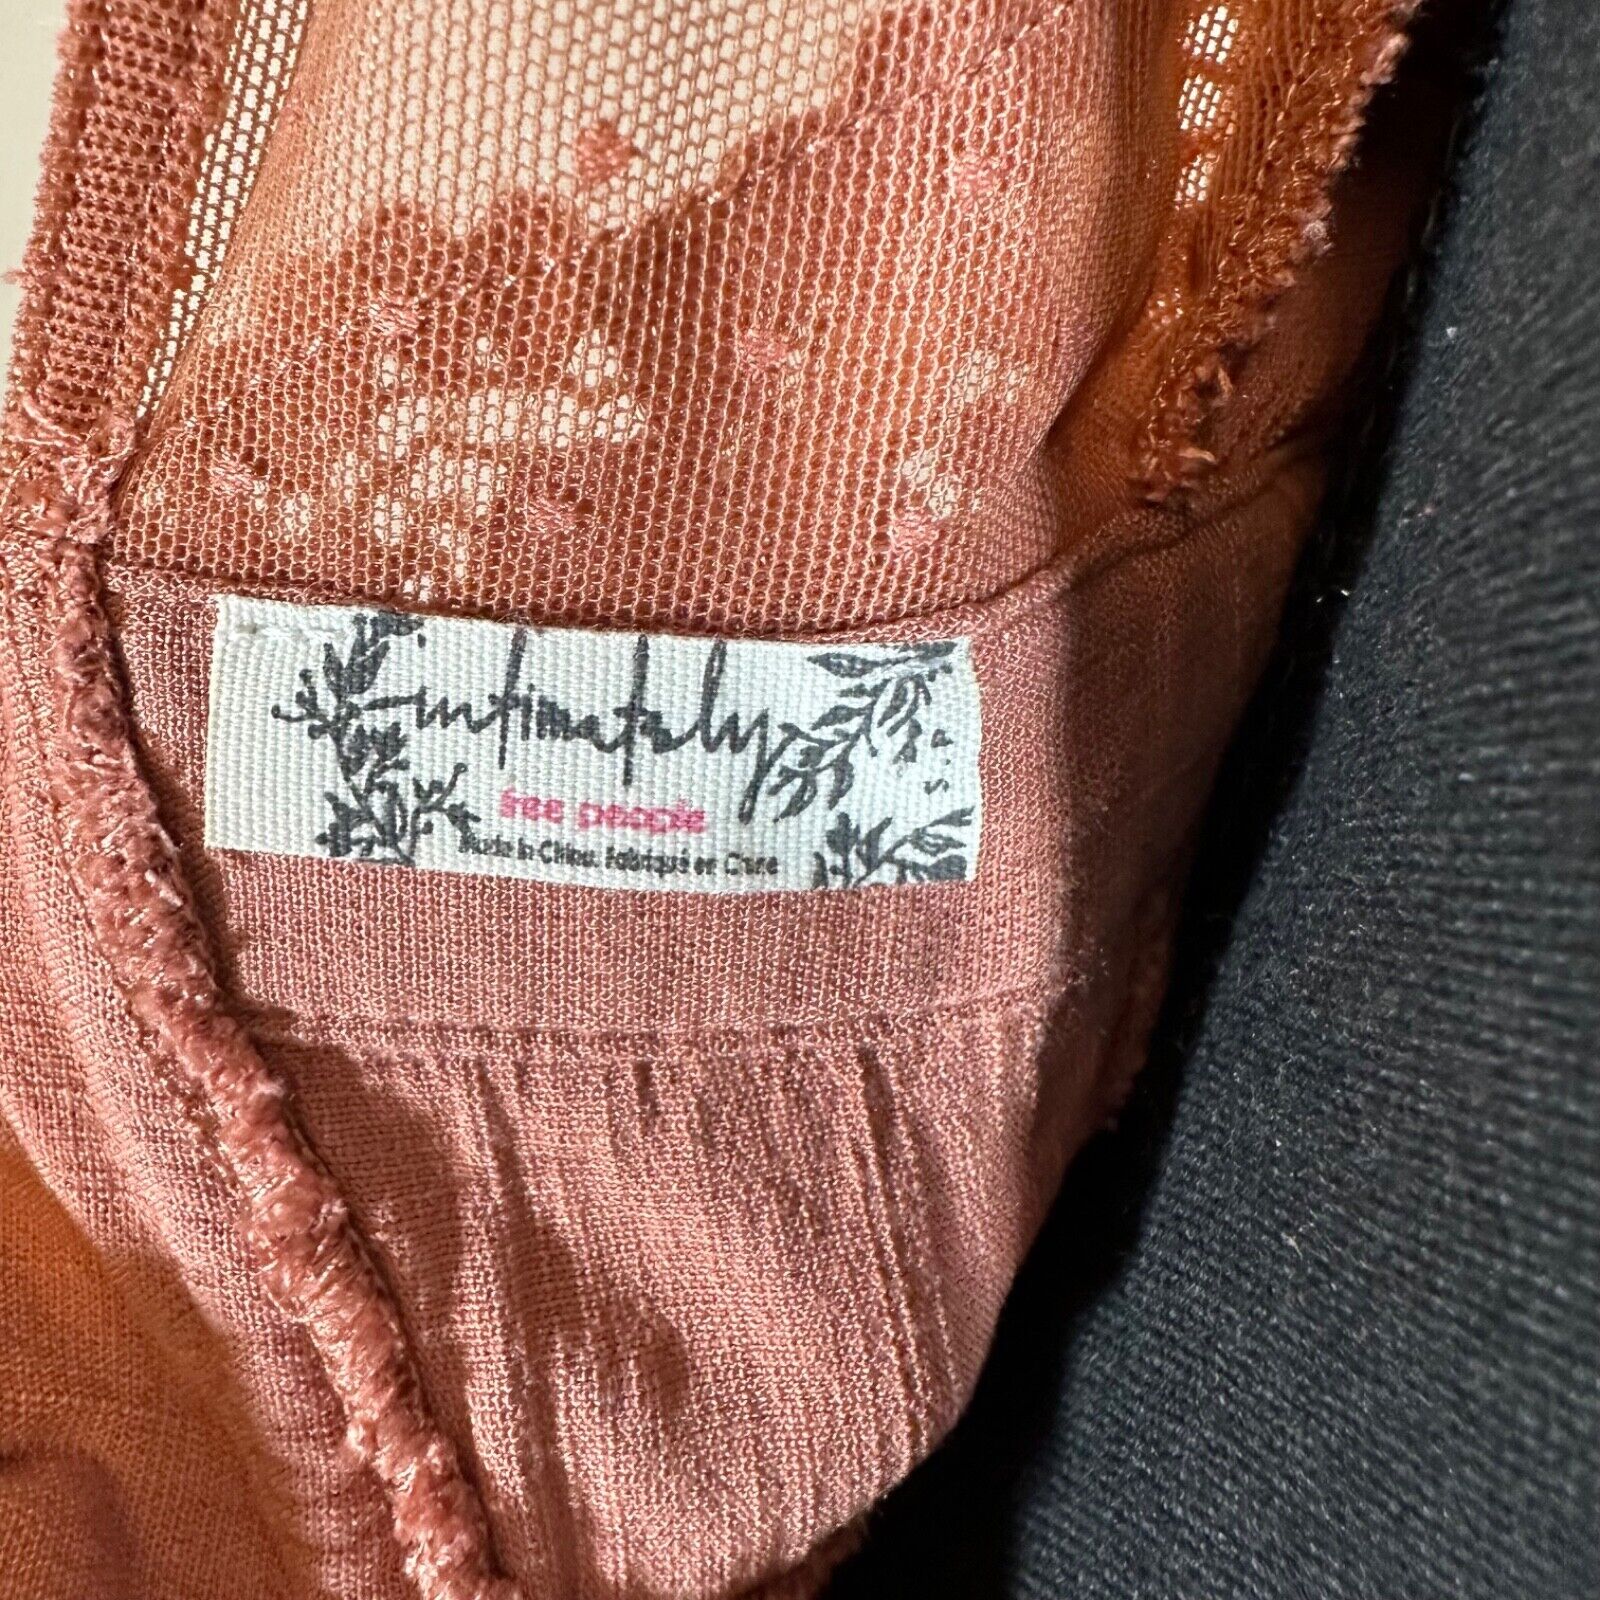 intimately
free people
Made in China. Fabriqué en Chine